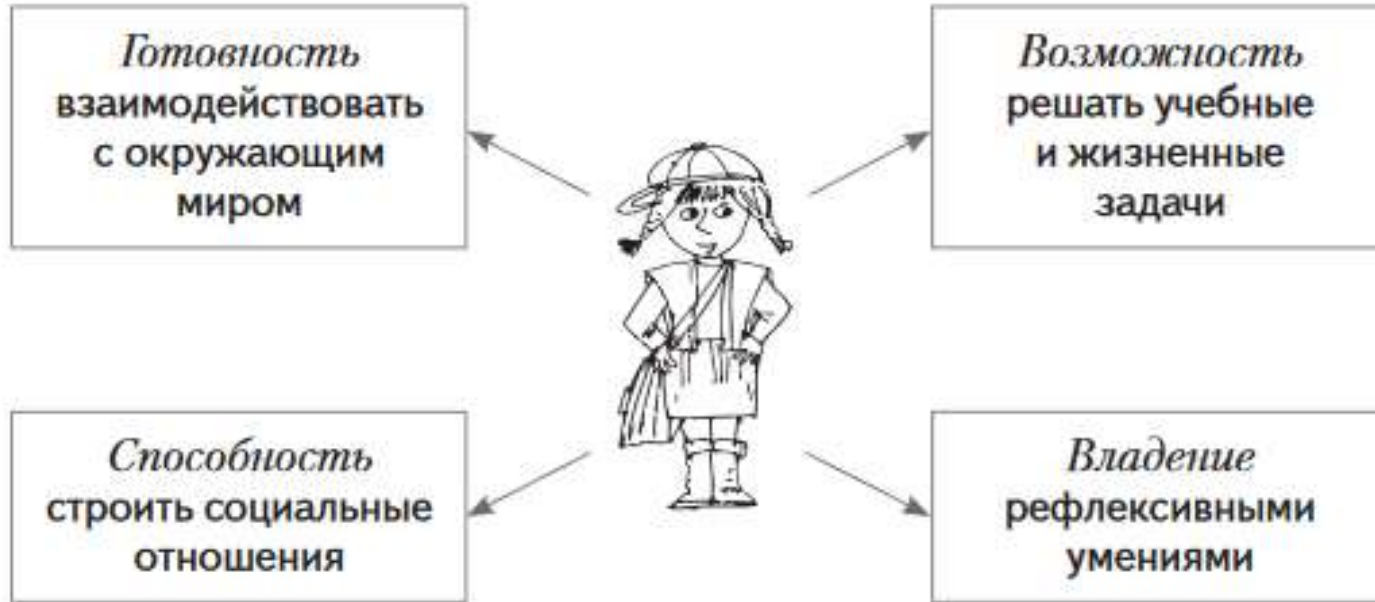 Готовность
взаимодействовать
с окружающим
миром
Возможность
решать учебные
и жизненные
задачи
Способность
строить социальные
отношения
Владение
рефлексивными
умениями